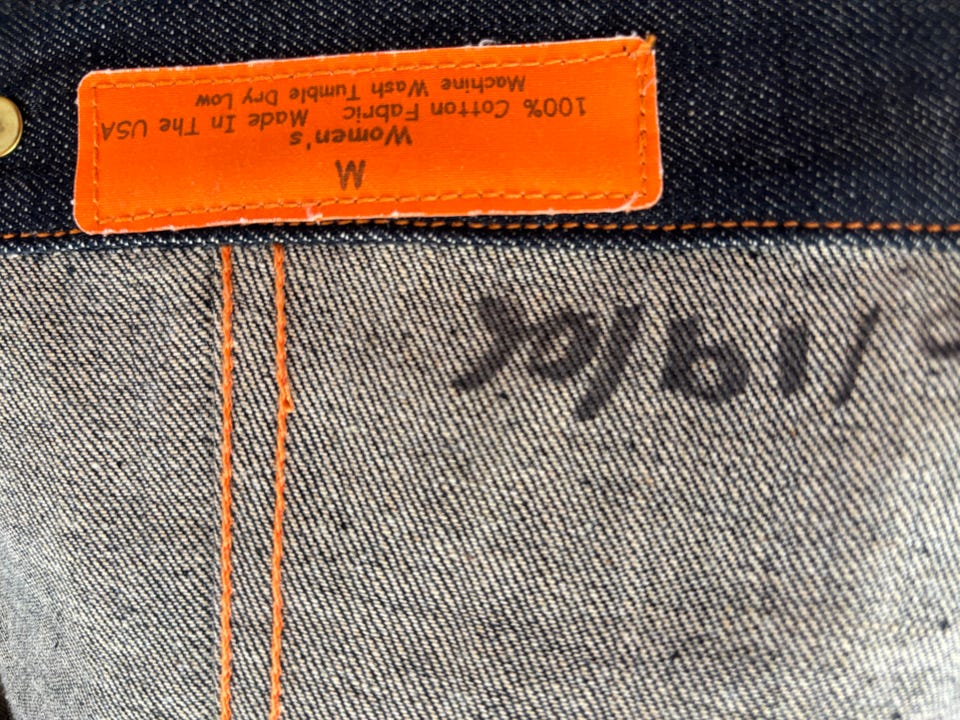 M
Women's
100% Cotton Fabric Made In The USA
Machine Wash Tumble Dry Low